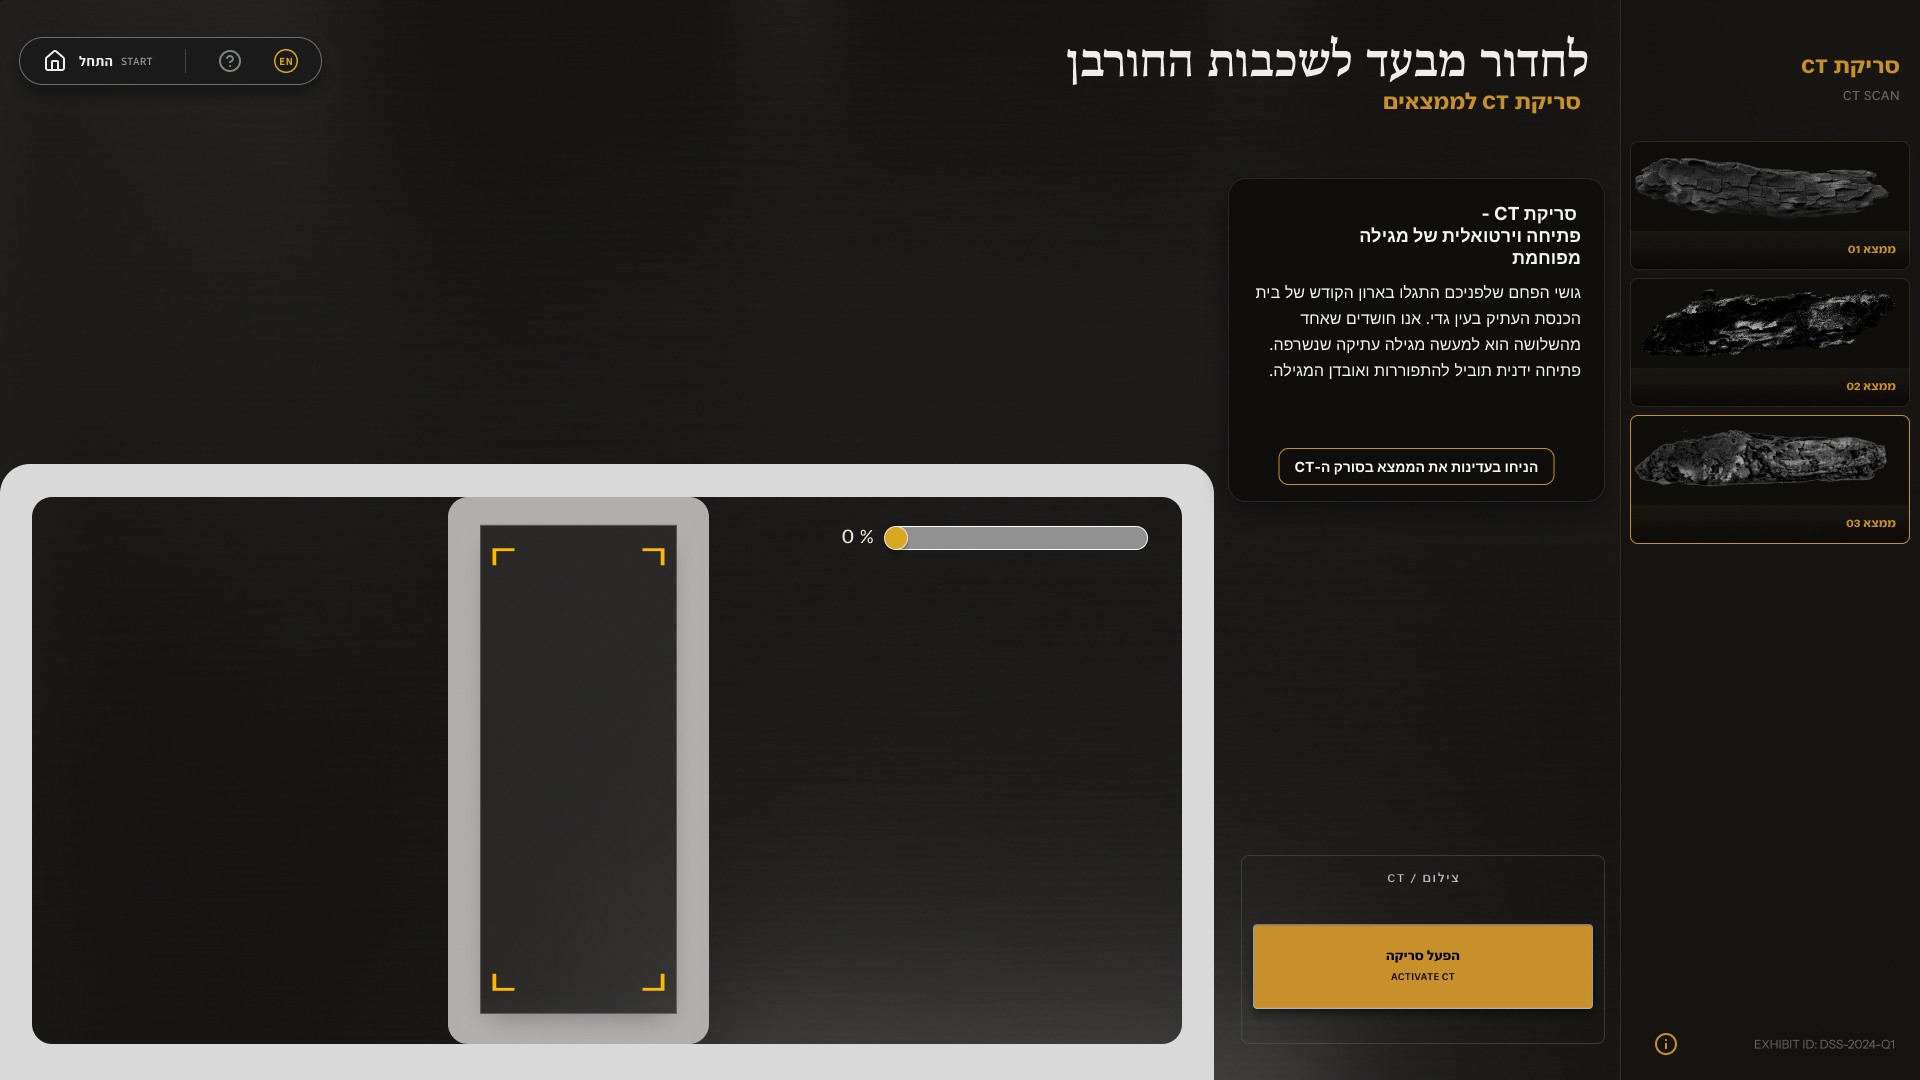 סריקת CT
CT SCAN
ממצא 01
ממצא 02
ממצא 03
EXHIBIT ID: DSS-2024-Q1
לחדור מבעד לשכבות החורבן
סריקת CT לממצאים
סריקת CT -
פתיחה וירטואלית של מגילה
מפוחמת
גושי הפחם שלפניכם התגלו בארון הקודש של בית
הכנסת העתיק בעין גדי. אנו חושדים שאחד
מהשלושה הוא למעשה מגילה עתיקה שנשרפה.
פתיחה ידנית תוביל להתפוררות ואובדן המגילה.
הניחו בעדינות את הממצא בסורק ה-CT
צילום / CT
הפעל סריקה
ACTIVATE CT
EN
?
התחל START
0 %